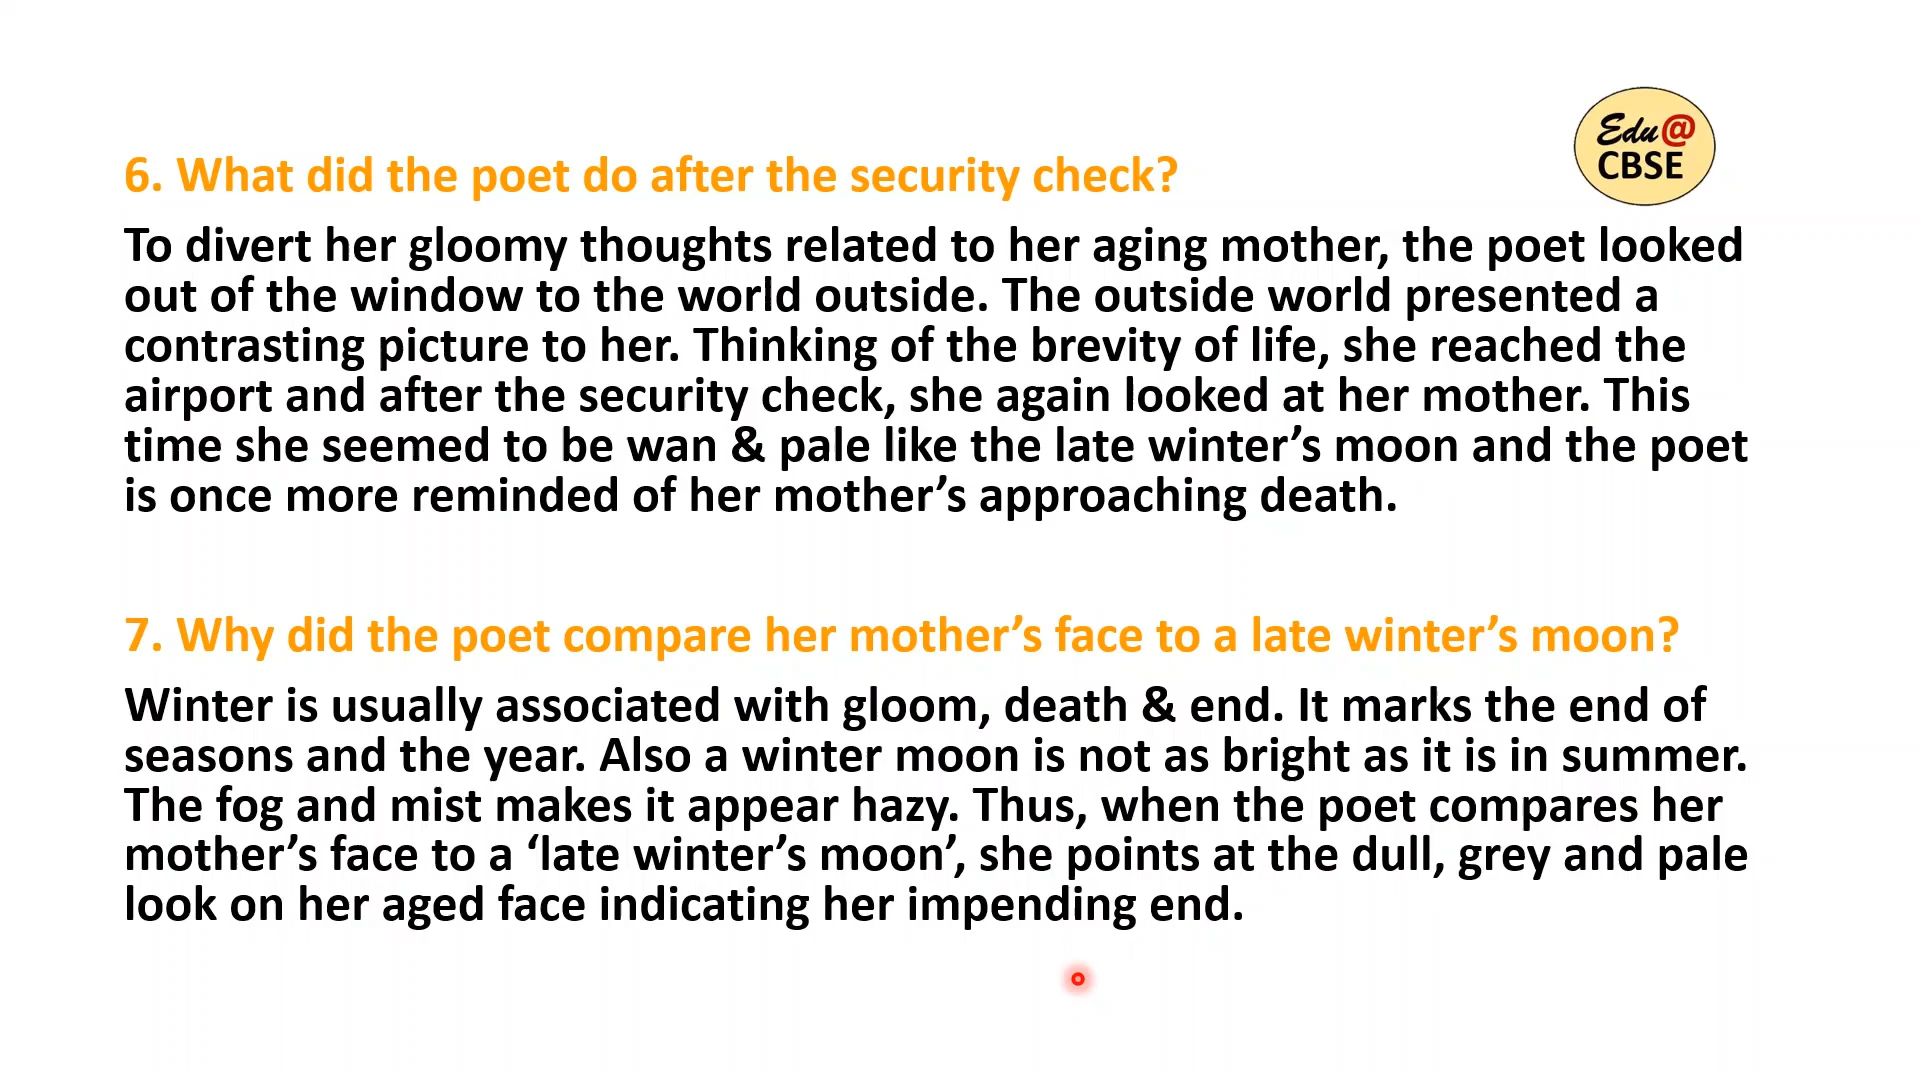 Edu@
CBSE
6. What did the poet do after the security check?
To divert her gloomy thoughts related to her aging mother, the poet looked
out of the window to the world outside. The outside world presented a
contrasting picture to her. Thinking of the brevity of life, she reached the
airport and after the security check, she again looked at her mother. This
time she seemed to be wan & pale like the late winter’s moon and the poet
is once more reminded of her mother’s approaching death.
7. Why did the poet compare her mother’s face to a late winter’s moon?
Winter is usually associated with gloom, death & end. It marks the end of
seasons and the year. Also a winter moon is not as bright as it is in summer.
The fog and mist makes it appear hazy. Thus, when the poet compares her
mother’s face to a ‘late winter’s moon’, she points at the dull, grey and pale
look on her aged face indicating her impending end.